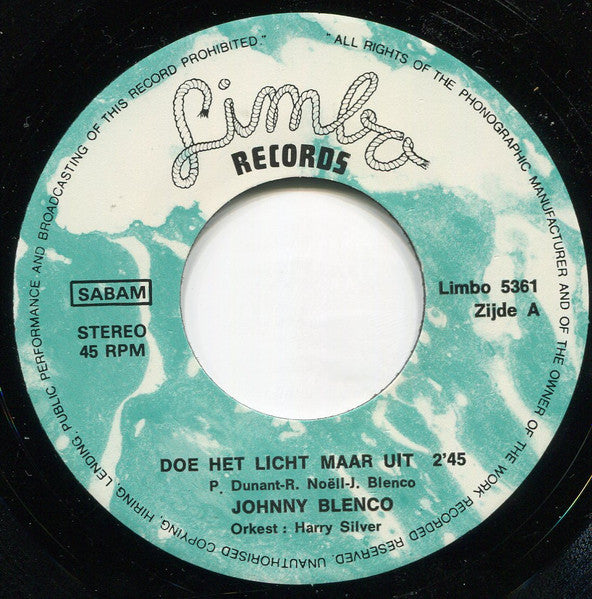 "ALL RIGHTS OF THE PHONOGRAPHIC MANUFACTURER AND OF THE OWNER OF THE WORK RECORDED RESERVED. UNAUTHORISED COPYING, HIRING, LENDING, PUBLIC PERFORMANCE AND BROADCASTING OF THIS RECORD PROHIBITED."
Limbo
RECORDS
SABAM
STEREO
45 RPM
Limbo 5361
Zijde A
DOE HET LICHT MAAR UIT 2'45
P. Dunant-R. Noëll-J. Blenco
JOHNNY BLENCO
Orkest : Harry Silver